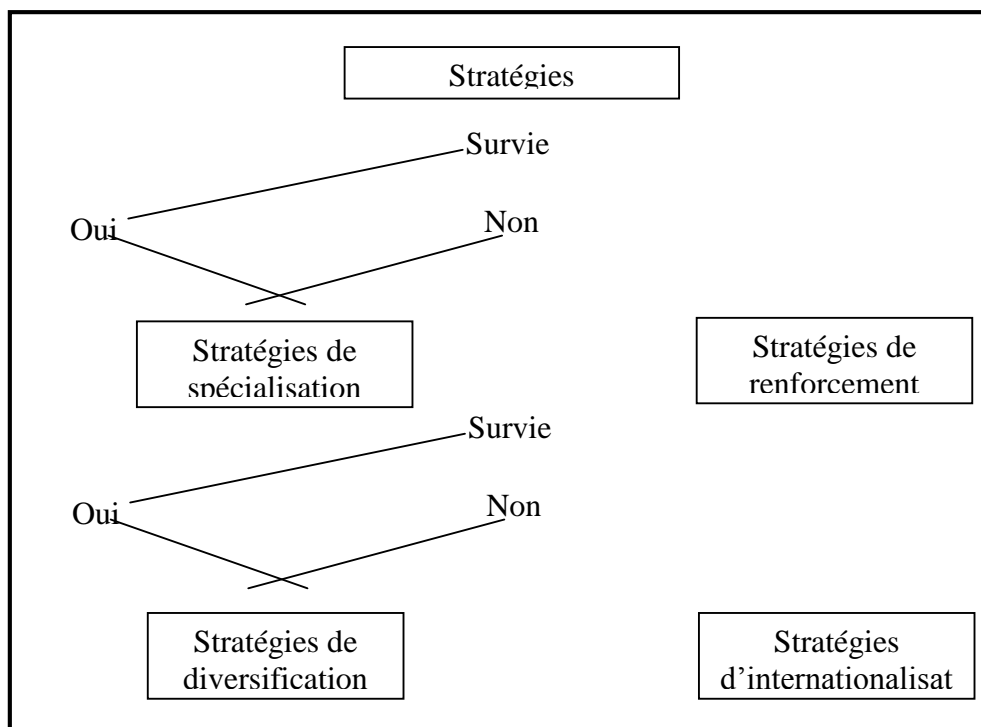 Stratégies
Survie
Oui
Non
Stratégies de
spécialisation
Stratégies de
renforcement
Survie
Oui
Non
Stratégies de
diversification
Stratégies
d’internationalisat